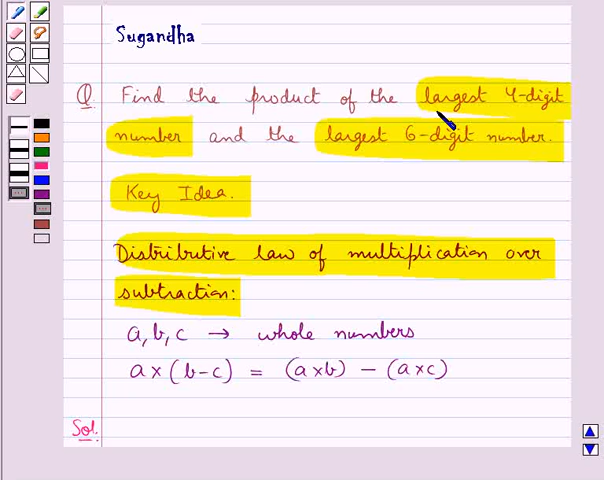 Sugandha
Q. Find the product of the largest 4-digit
number and the largest 6-digit number.
Key Idea.
Distributive law of multiplication over
subtraction:
a, b, c → whole numbers
a × (b - c) = (a × b) - (a × c)
Sol.